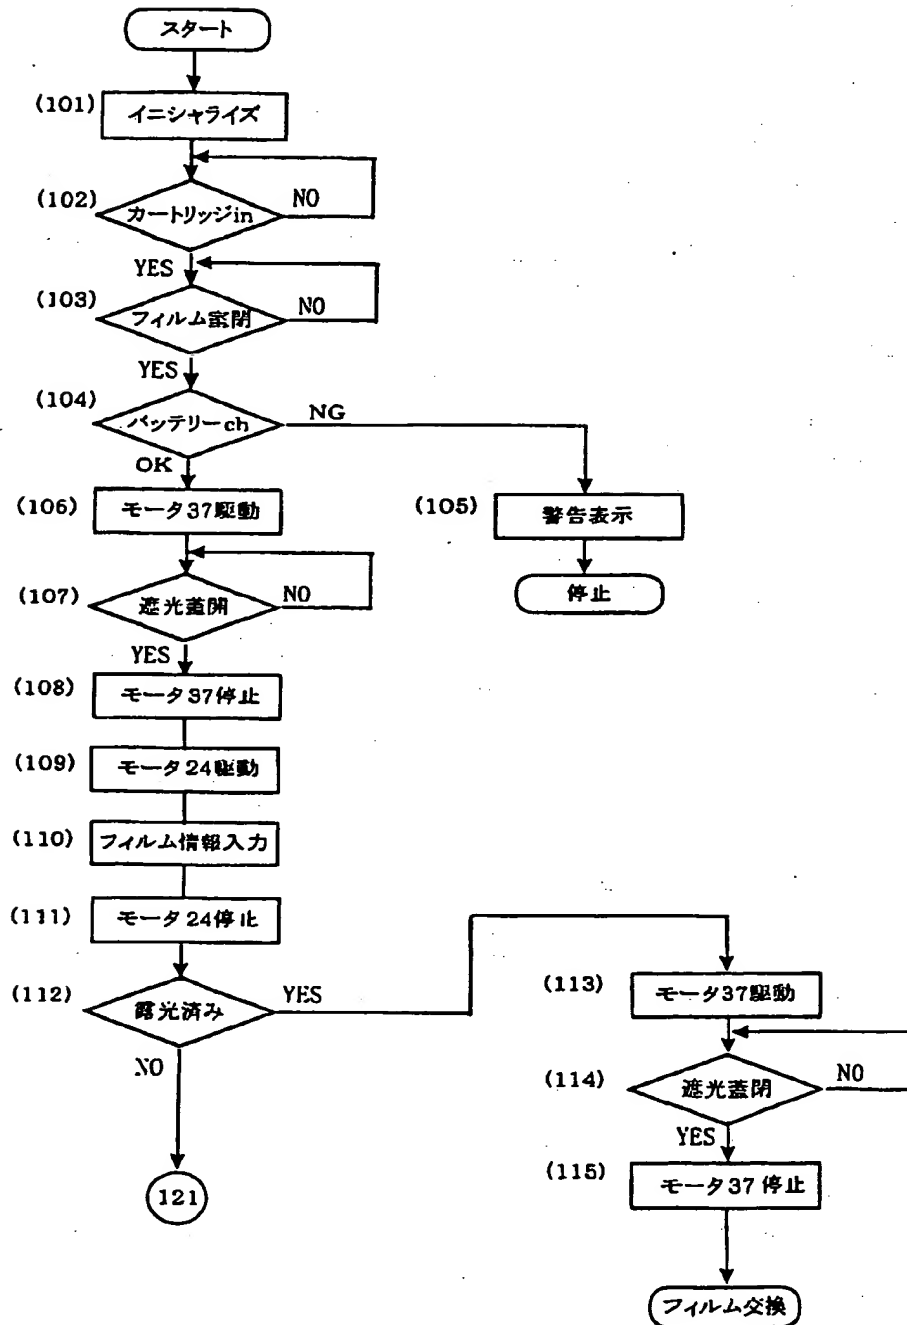 スタート
(101)
イニシャライズ
(102)
カートリッジin
NO
YES
(103)
フィルム室閉
NO
YES
(104)
バッテリーch
NG
OK
(106)
モータ37駆動
(105)
警告表示
(107)
遮光蓋開
NO
停止
YES
(108)
モータ37停止
(109)
モータ24駆動
(110)
フィルム情報入力
(111)
モータ24停止
(112)
露光済み
YES
NO
121
(113)
モータ37駆動
(114)
遮光蓋閉
NO
YES
(115)
モータ37停止
フィルム交換